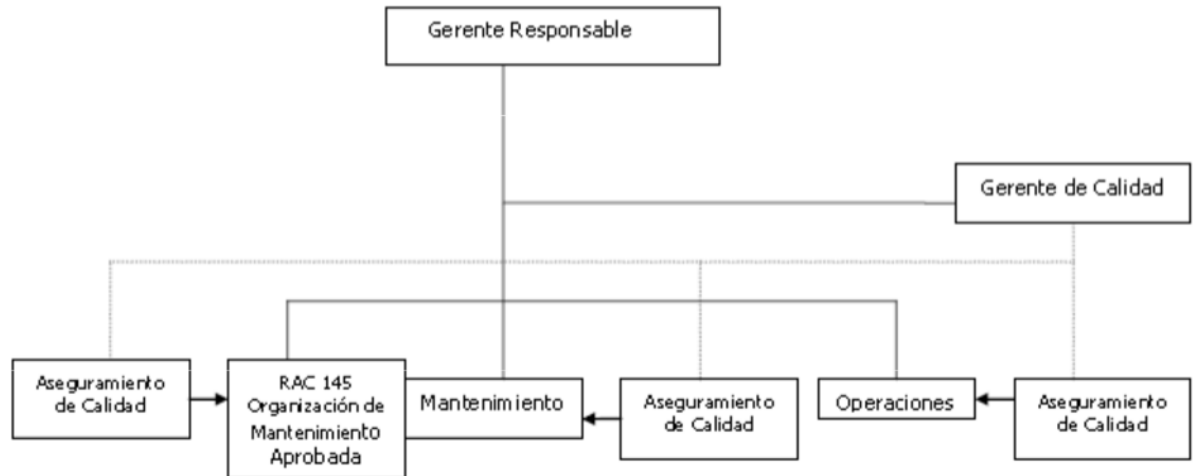 Gerente Responsable
Gerente de Calidad
Aseguramiento
de Calidad
RAC 145
Organización de
Mantenimiento
Aprobada
Mantenimiento
Aseguramiento
de Calidad
Operaciones
Aseguramiento
de Calidad